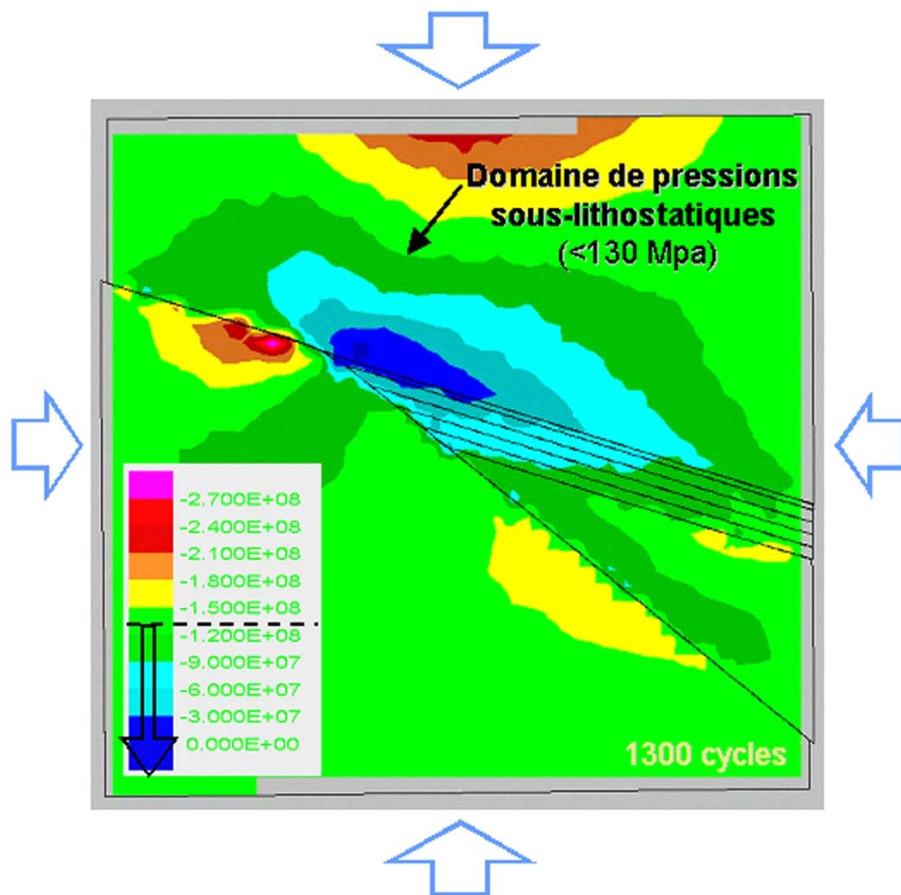 Domaine de pressions
sous-lithostatiques
(<130 Mpa)
-2.700E+08
-2.400E+08
-2.100E+08
-1.800E+08
-1.500E+08
-1.200E+08
-9.000E+07
-6.000E+07
-3.000E+07
0.000E+00
1300 cycles